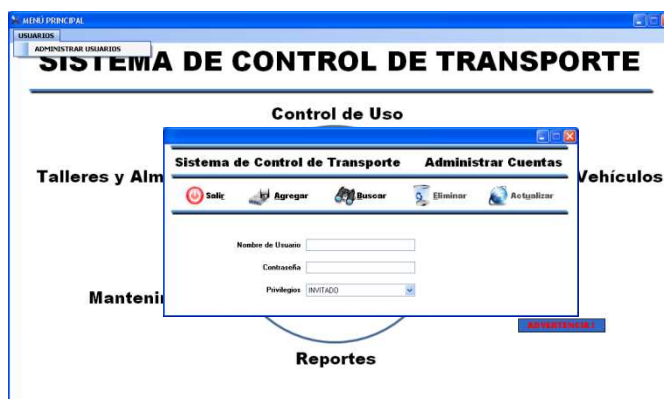 MENÚ PRINCIPAL
USUARIOS
ADMINISTRAR USUARIOS
SISTEMA DE CONTROL DE TRANSPORTE
Control de Uso
Sistema de Control de Transporte Administrar Cuentas
Talleres y Alm
Vehículos
Salir Agregar Buscar Eliminar Actualizar
Nombre de Usuario
Contraseña
Privilegios INVITADO
Manteni
ADVERTENCIA !
Reportes